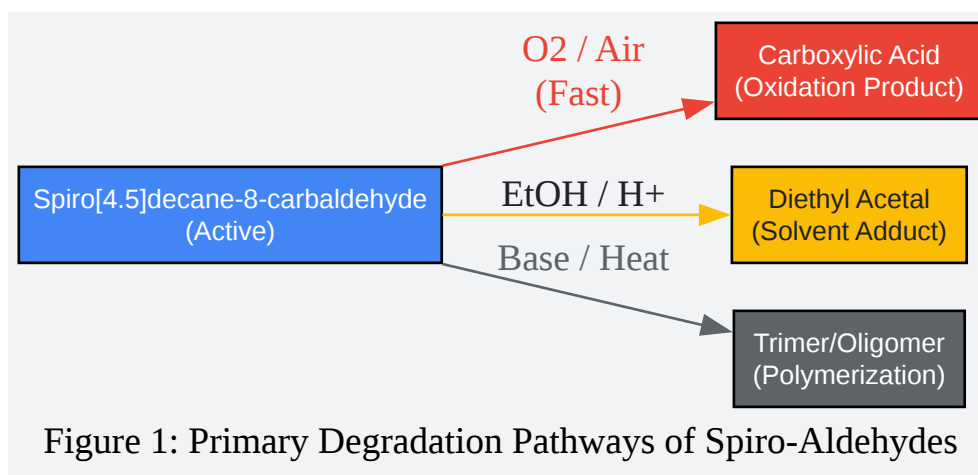 O2 / Air
(Fast)
Carboxylic Acid
(Oxidation Product)
Spiro[4.5]decane-8-carbaldehyde
(Active)
EtOH / H+
Diethyl Acetal
(Solvent Adduct)
Base / Heat
Trimer/Oligomer
(Polymerization)
Figure 1: Primary Degradation Pathways of Spiro-Aldehydes